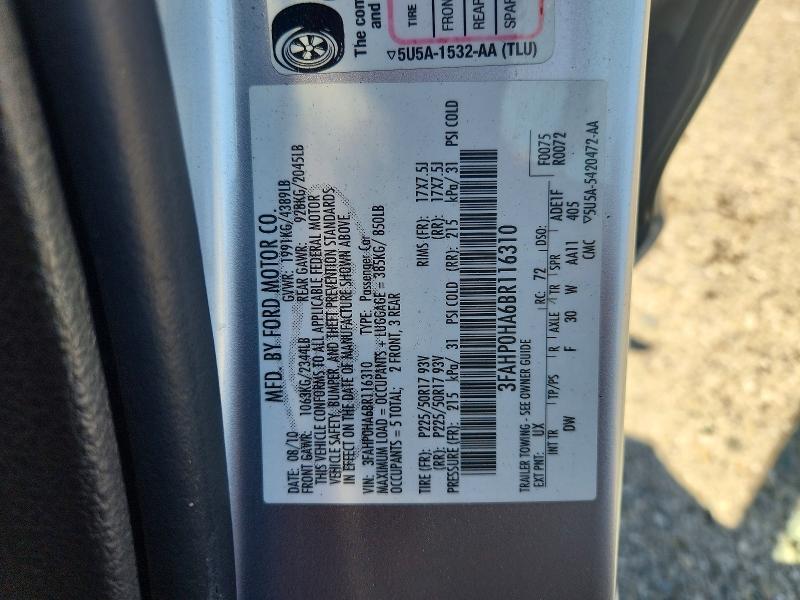 The com
and
TIRE
FRON
REAR
SPAR
▽5U5A-1532-AA (TLU)
MFD. BY FORD MOTOR CO.
DATE: 08/10 GVWR: 1991KG/4389LB
FRONT GAWR: 1063KG/2344LB REAR GAWR: 928KG/2045LB
THIS VEHICLE CONFORMS TO ALL APPLICABLE FEDERAL MOTOR
VEHICLE SAFETY, BUMPER, AND THEFT PREVENTION STANDARDS
IN EFFECT ON THE DATE OF MANUFACTURE SHOWN ABOVE.
VIN: 3FAHP0HA6BR116310 TYPE: Passenger Car
MAXIMUM LOAD = OCCUPANTS + LUGGAGE = 385KG/ 850LB
OCCUPANTS = 5 TOTAL: 2 FRONT, 3 REAR
TIRE (FR): P225/50R17 93V RIMS (FR): 17X7.5J
(RR): P225/50R17 93V (RR): 17X7.5J
PRESSURE (FR): 215 kPa/ 31 PSI COLD (RR): 215 kPa/ 31 PSI COLD
3FAHP0HA6BR116310
F0075
R0072
TRAILER TOWING - SEE OWNER GUIDE
EXT PNT: UX RC: 72 DSO:
INT TR TP/PS R AXLE TR SPR ADE1F
DW F 30 W AA11 405
CMC ▽5U5A-5420472-AA